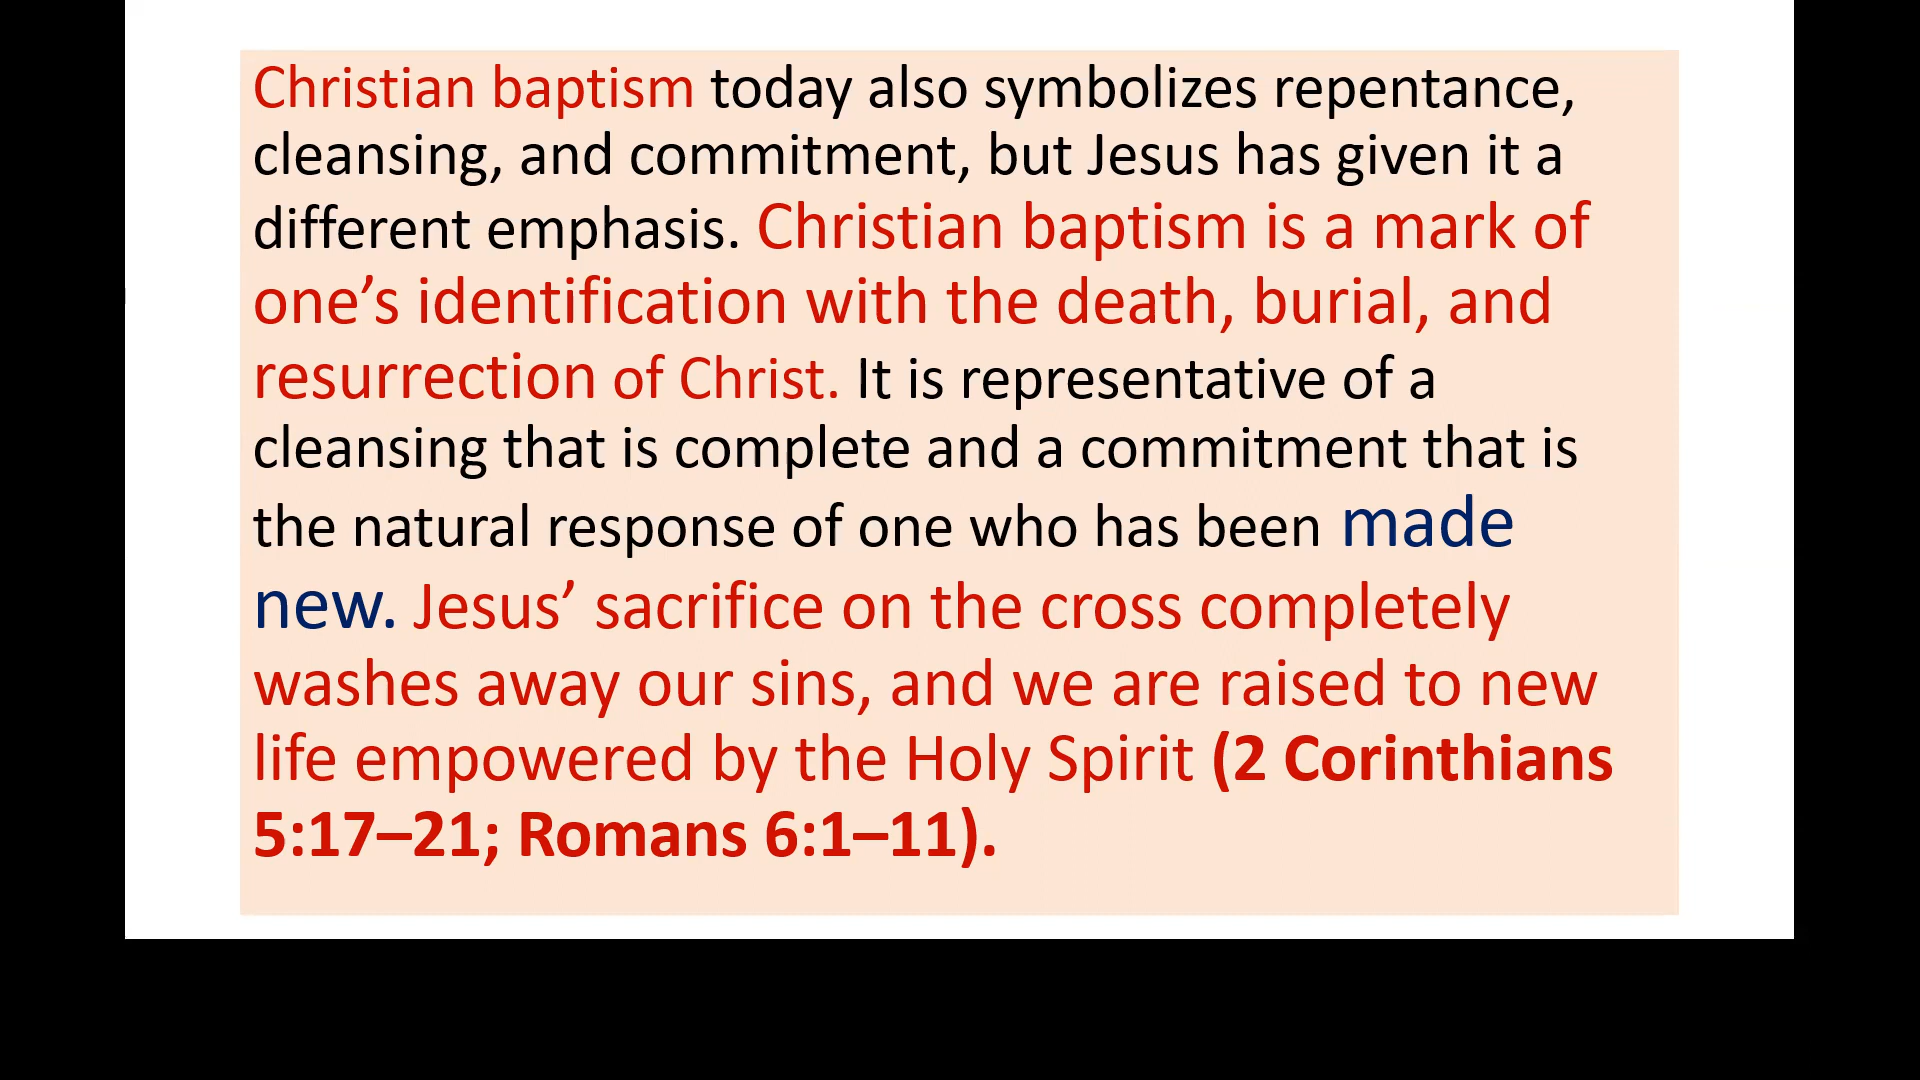 Christian baptism today also symbolizes repentance,
cleansing, and commitment, but Jesus has given it a
different emphasis. Christian baptism is a mark of
one’s identification with the death, burial, and
resurrection of Christ. It is representative of a
cleansing that is complete and a commitment that is
the natural response of one who has been made
new. Jesus’ sacrifice on the cross completely
washes away our sins, and we are raised to new
life empowered by the Holy Spirit (2 Corinthians
5:17–21; Romans 6:1–11).